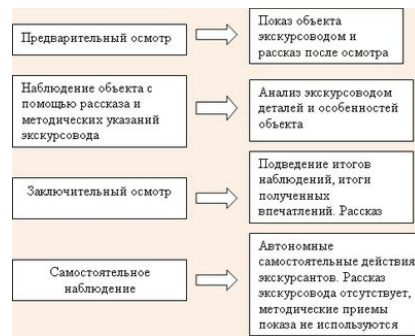 Предварительный осмотр
Показ объекта
экскурсоводом и
рассказ после осмотра
Наблюдение объекта с
помощью рассказа и
методических указаний
экскурсовода
Анализ экскурсоводом
деталей и особенностей
объекта
Заключительный осмотр
Подведение итогов
наблюдений, итоги
полученных
впечатлений. Рассказ
Самостоятельное
наблюдение
Автономные
самостоятельные действия
экскурсантов. Рассказ
экскурсовода отсутствует,
методические приемы
показа не используются